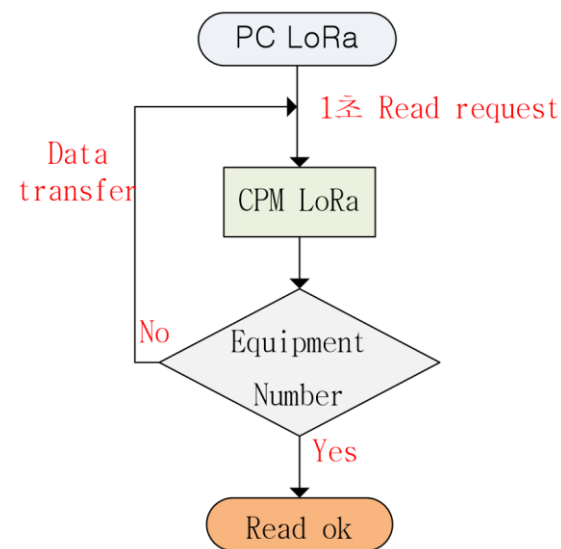 PC LoRa
1초 Read request
Data
transfer
CPM LoRa
No
Equipment
Number
Yes
Read ok